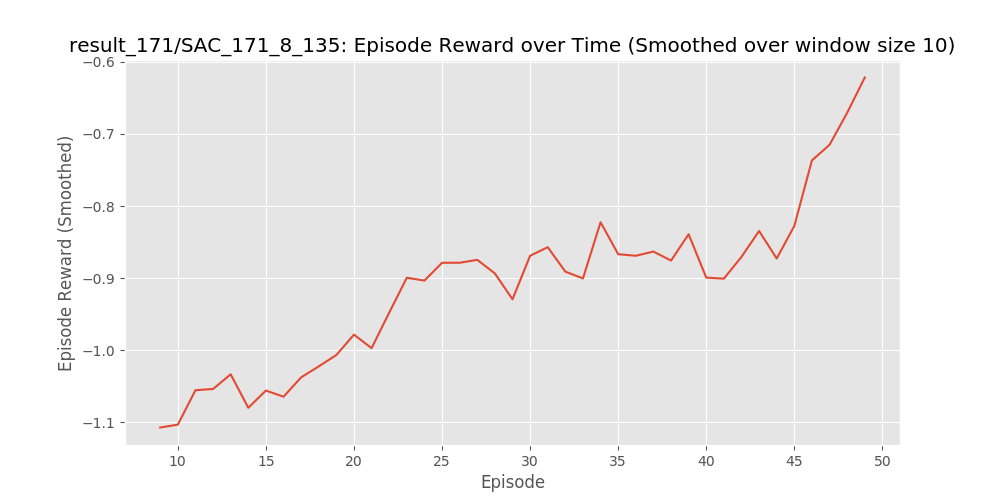 result_171/SAC_171_8_135: Episode Reward over Time (Smoothed over window size 10)
Episode Reward (Smoothed)
−0.6
−0.7
−0.8
−0.9
−1.0
−1.1
10 15 20 25 30 35 40 45 50
Episode